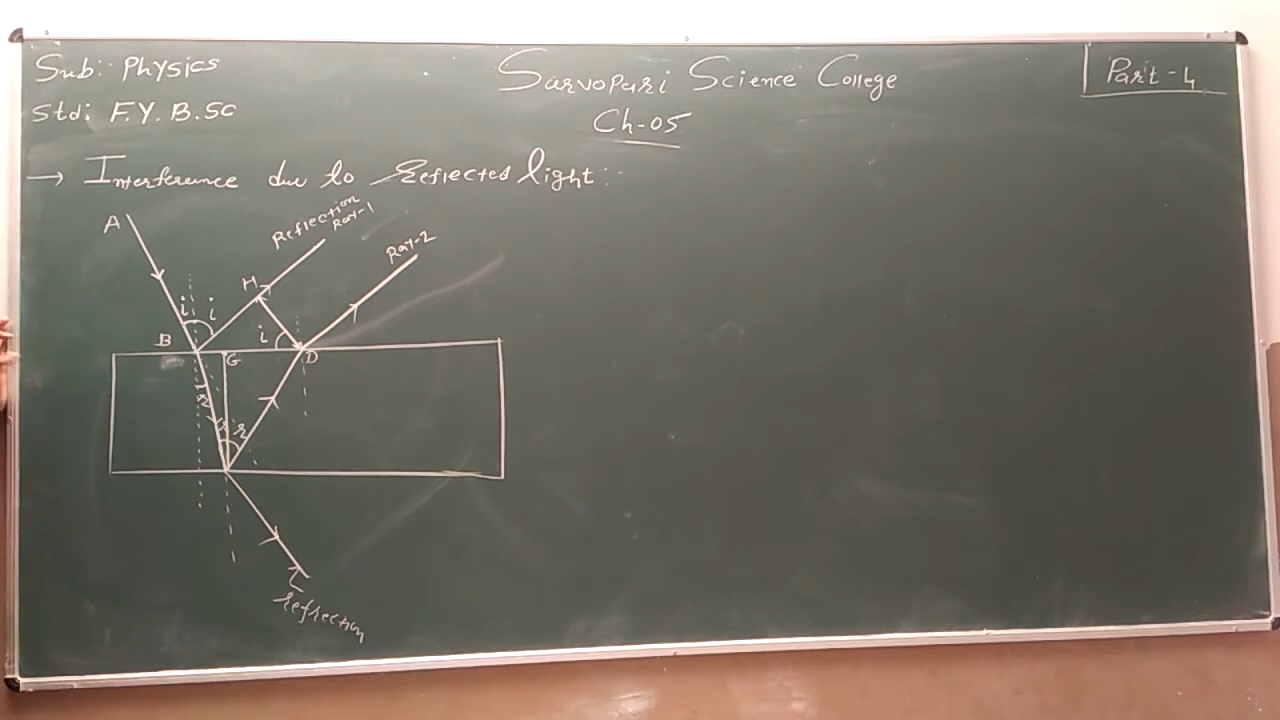 Sub: Physics
Sarvopari Science College
Part-4
Std: F.Y.B.SC
Ch-05
→ Interference due to Reflected light:-
A
Reflection
Ray-1
Ray-2
H
i i
i
B
G
D
r
r r
refrection